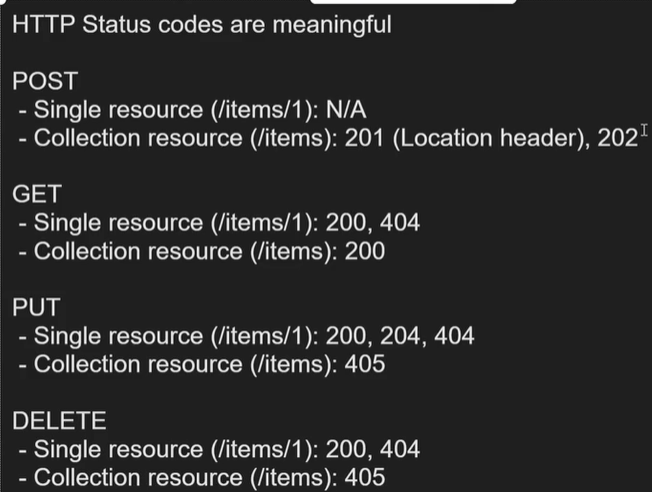 HTTP Status codes are meaningful
POST
- Single resource (/items/1): N/A
- Collection resource (/items): 201 (Location header), 202
GET
- Single resource (/items/1): 200, 404
- Collection resource (/items): 200
PUT
- Single resource (/items/1): 200, 204, 404
- Collection resource (/items): 405
DELETE
- Single resource (/items/1): 200, 404
- Collection resource (/items): 405